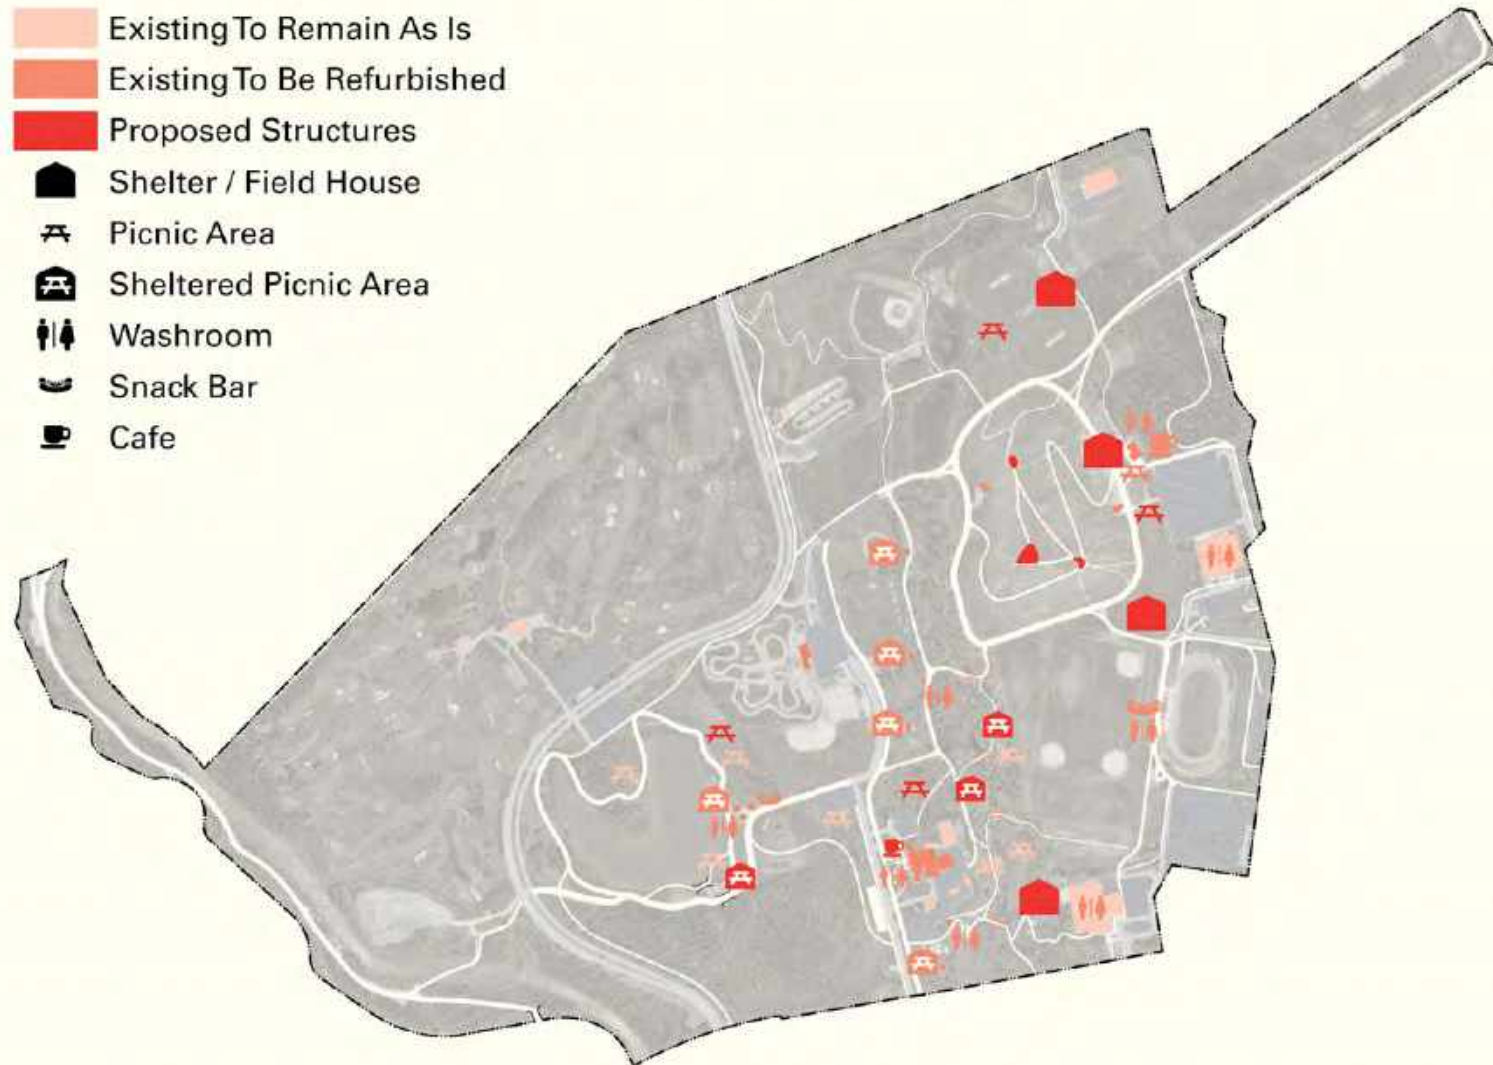 Existing To Remain As Is
Existing To Be Refurbished
Proposed Structures
Shelter / Field House
Picnic Area
Sheltered Picnic Area
Washroom
Snack Bar
Cafe